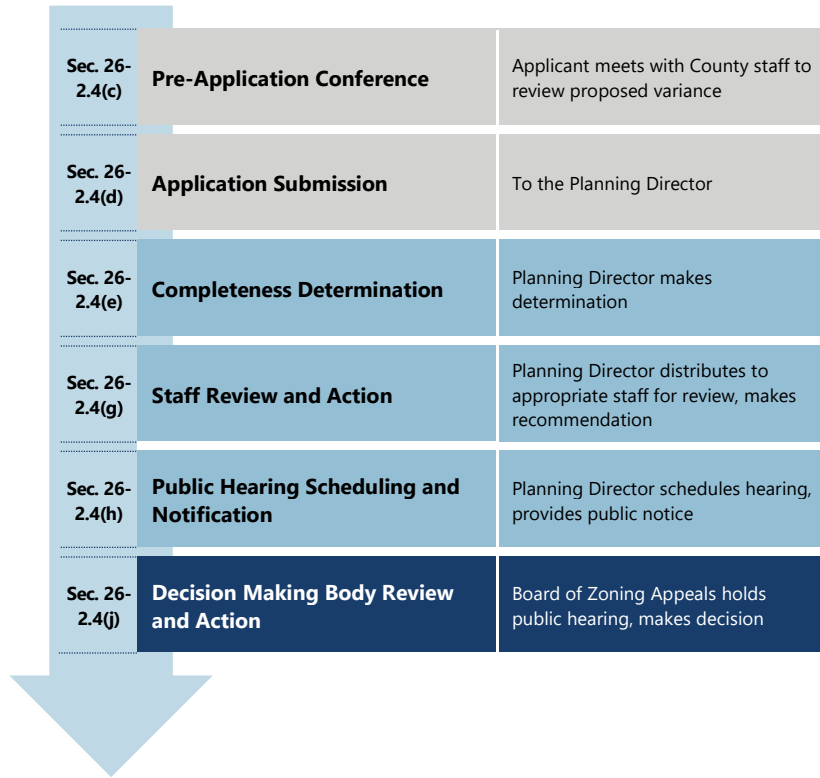 Sec. 26-
2.4(c)
Pre-Application Conference
Applicant meets with County staff to
review proposed variance
Sec. 26-
2.4(d)
Application Submission
To the Planning Director
Sec. 26-
2.4(e)
Completeness Determination
Planning Director makes
determination
Sec. 26-
2.4(g)
Staff Review and Action
Planning Director distributes to
appropriate staff for review, makes
recommendation
Sec. 26-
2.4(h)
Public Hearing Scheduling and
Notification
Planning Director schedules hearing,
provides public notice
Sec. 26-
2.4(j)
Decision Making Body Review
and Action
Board of Zoning Appeals holds
public hearing, makes decision